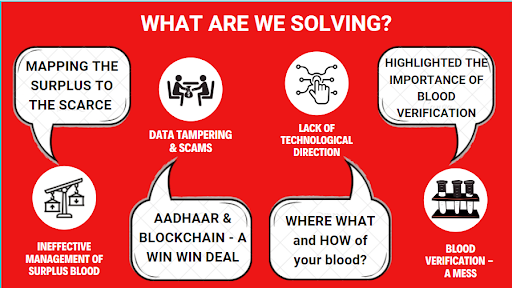 WHAT ARE WE SOLVING?
MAPPING THE
SURPLUS TO
THE SCARCE
INEFFECTIVE
MANAGEMENT OF
SURPLUS BLOOD
DATA TAMPERING
& SCAMS
AADHAAR &
BLOCKCHAIN - A
WIN WIN DEAL
LACK OF
TECHNOLOGICAL
DIRECTION
WHERE WHAT
and HOW of
your blood?
HIGHLIGHTED THE
IMPORTANCE OF
BLOOD
VERIFICATION
BLOOD
VERIFICATION –
A MESS